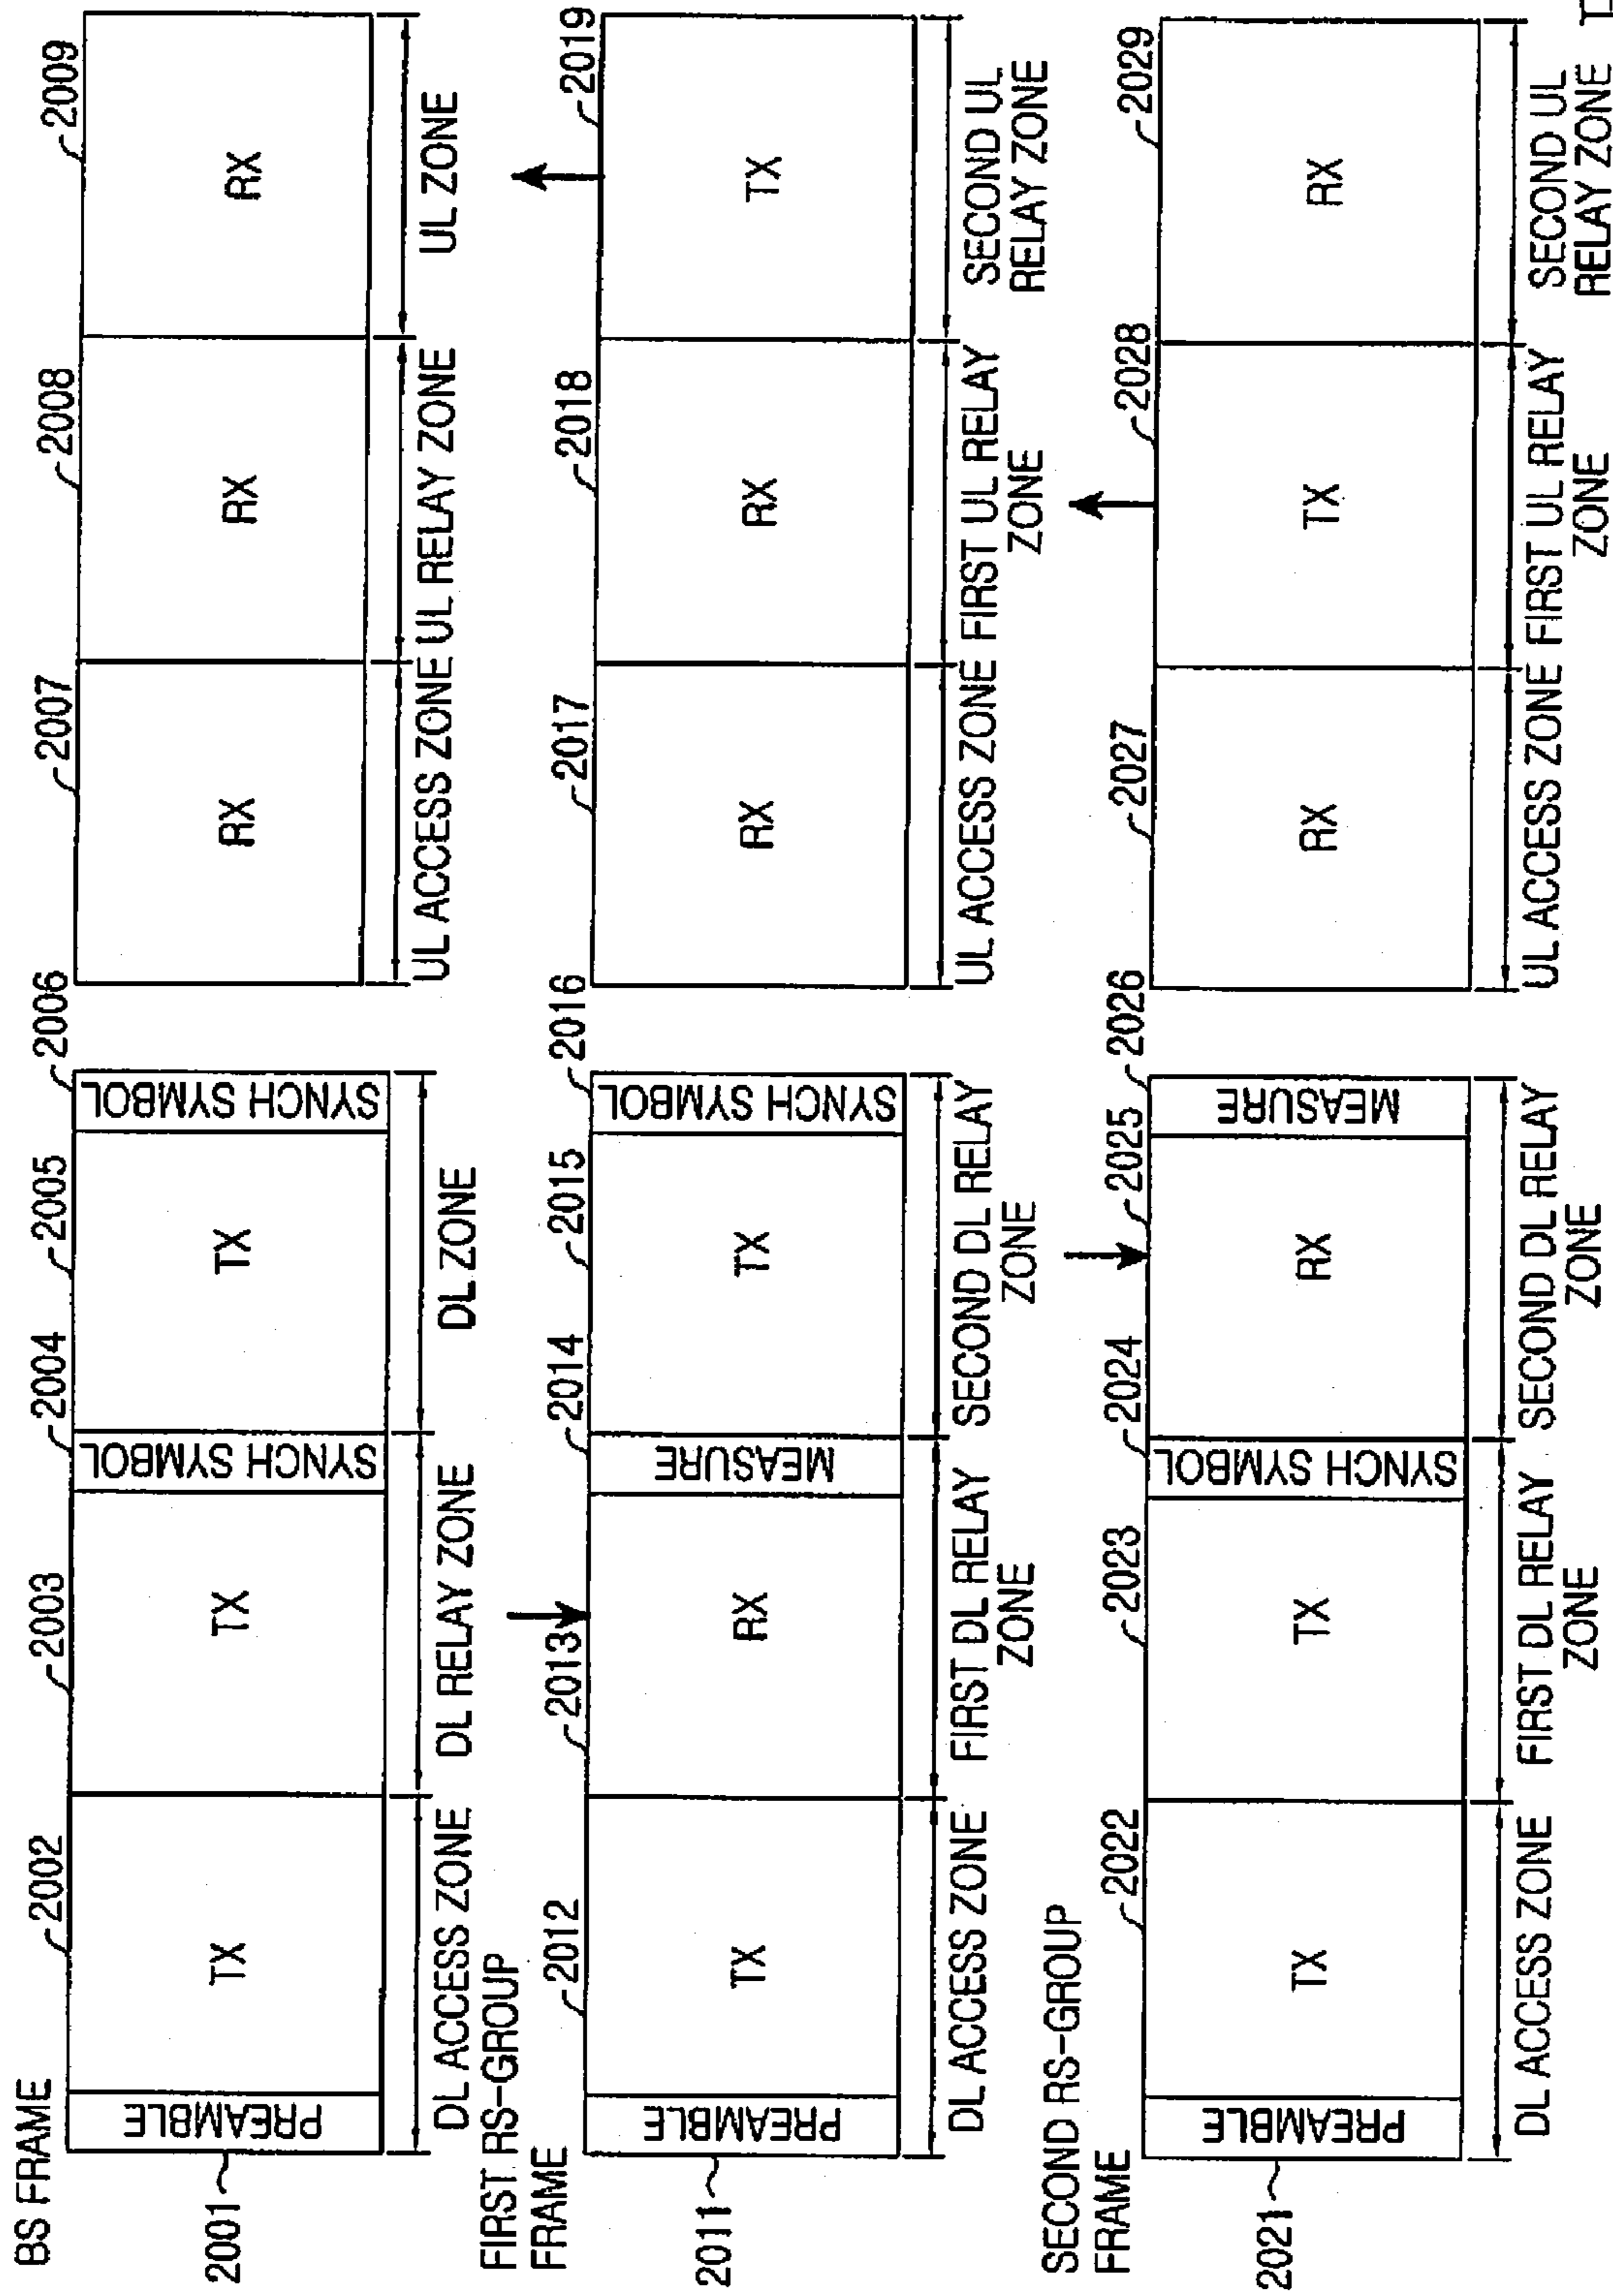 BS FRAME
2001
2002
2003
2004
2005
2006
2007
2008
2009
PREAMBLE
TX
TX
SYNCH SYMBOL
TX
SYNCH SYMBOL
RX
RX
RX
DL ACCESS ZONE
DL RELAY ZONE
DL ZONE
UL ACCESS ZONE
UL RELAY ZONE
UL ZONE
FIRST RS-GROUP
FRAME
2011
2012
2013
2014
2015
2016
2017
2018
2019
PREAMBLE
TX
RX
MEASURE
TX
SYNCH SYMBOL
RX
RX
TX
DL ACCESS ZONE
FIRST DL RELAY
ZONE
SECOND DL RELAY
ZONE
UL ACCESS ZONE
FIRST UL RELAY
ZONE
SECOND UL
RELAY ZONE
SECOND RS-GROUP
FRAME
2021
2022
2023
2024
2025
2026
2027
2028
2029
PREAMBLE
TX
TX
SYNCH SYMBOL
RX
MEASURE
RX
TX
RX
DL ACCESS ZONE
FIRST DL RELAY
ZONE
SECOND DL RELAY
ZONE
UL ACCESS ZONE
FIRST UL RELAY
ZONE
SECOND UL
RELAY ZONE